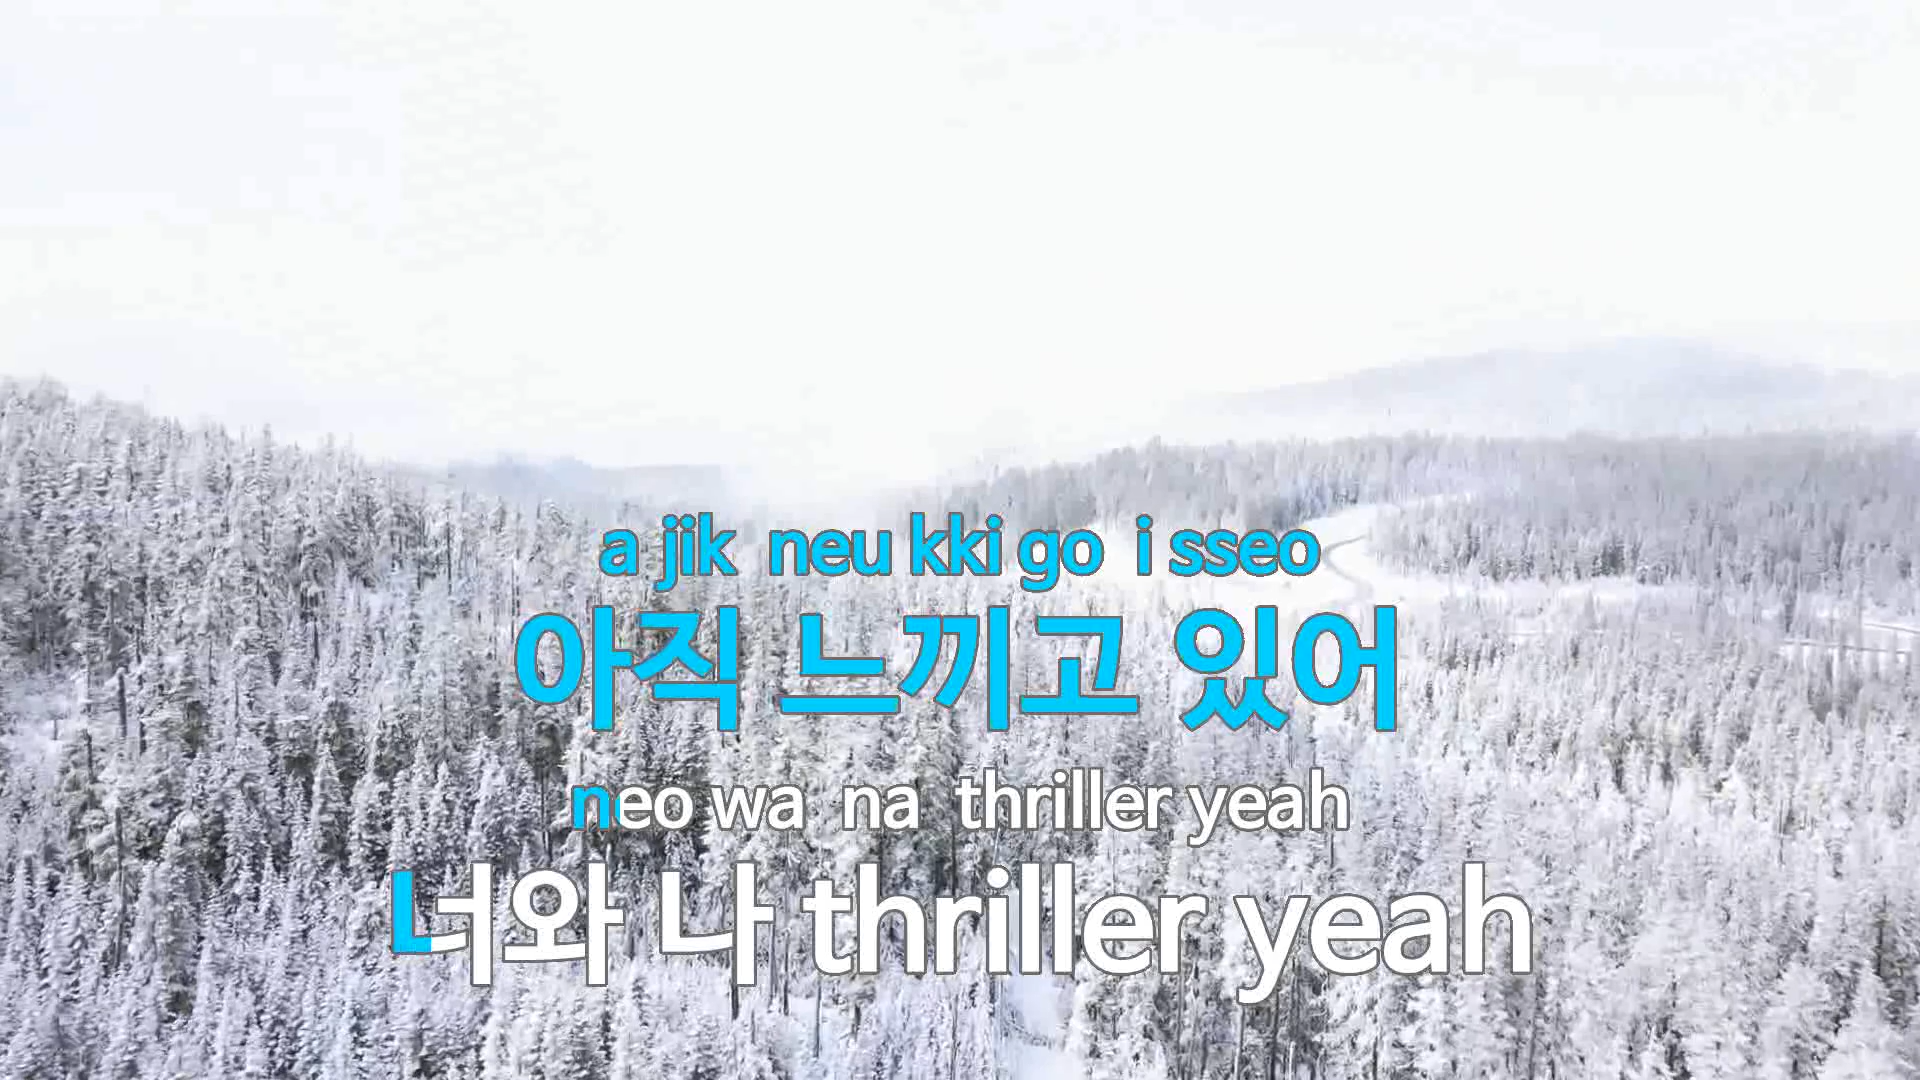 a jik neu kki go i sseo
아직 느끼고 있어
neo wa na thriller yeah
너와 나 thriller yeah